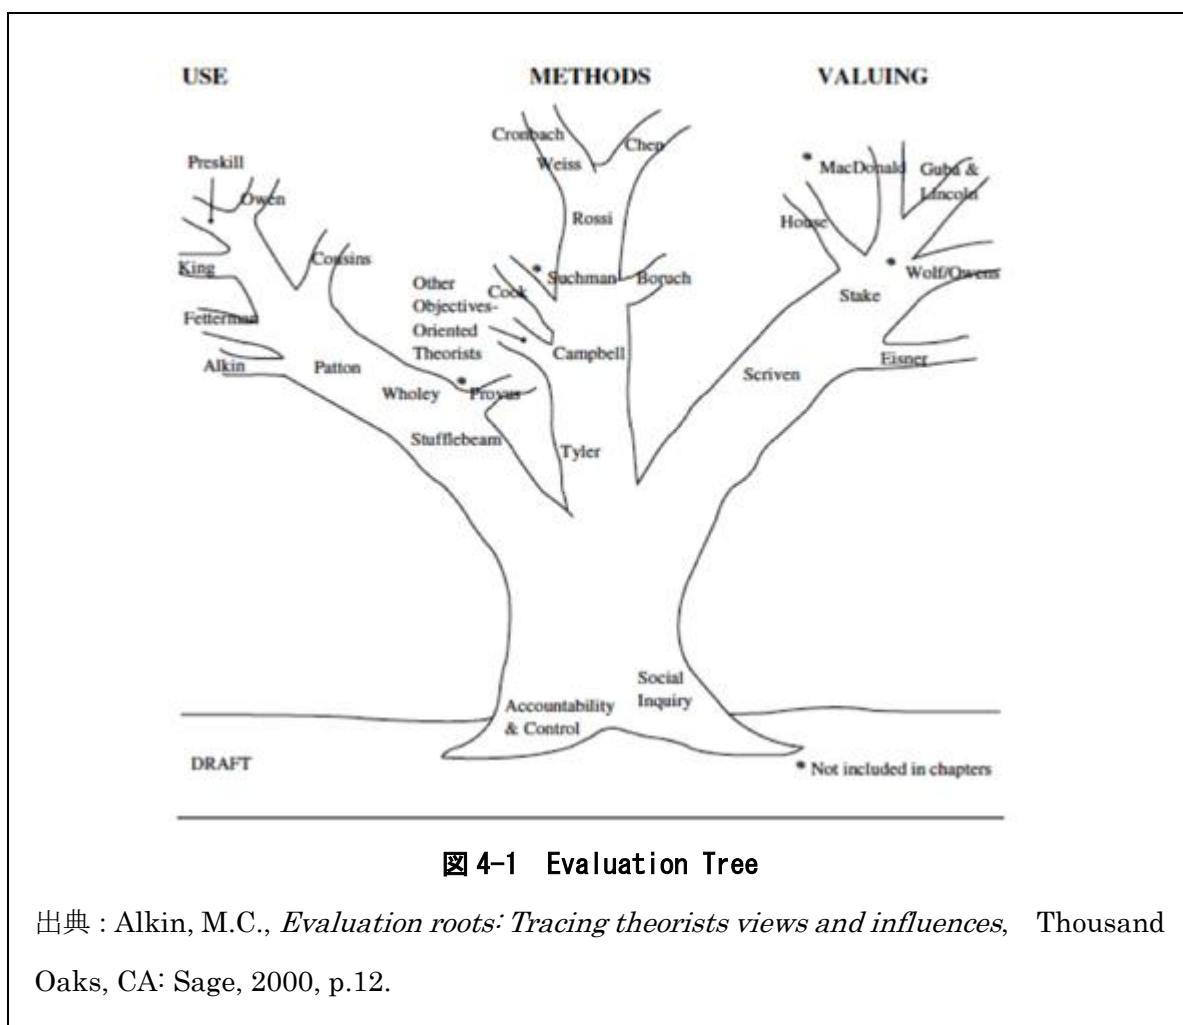 USE METHODS VALUING
Cronbach
Chen
Weiss
Preskill
* MacDonald
Guba &
Lincoln
Owen
Rossi
House
Cousins
King
Other
Objectives-
Oriented
Theorists
Cook
* Suchman
Boruch
* Wolf/Owens
Stake
Fetterman
Campbell
Eisner
Alkin
Patton
Scriven
Wholey
* Provus
Stufflebeam
Tyler
Social
Inquiry
Accountability
& Control
DRAFT
* Not included in chapters
図 4-1 Evaluation Tree
出典 : Alkin, M.C., Evaluation roots: Tracing theorists views and influences, Thousand
Oaks, CA: Sage, 2000, p.12.